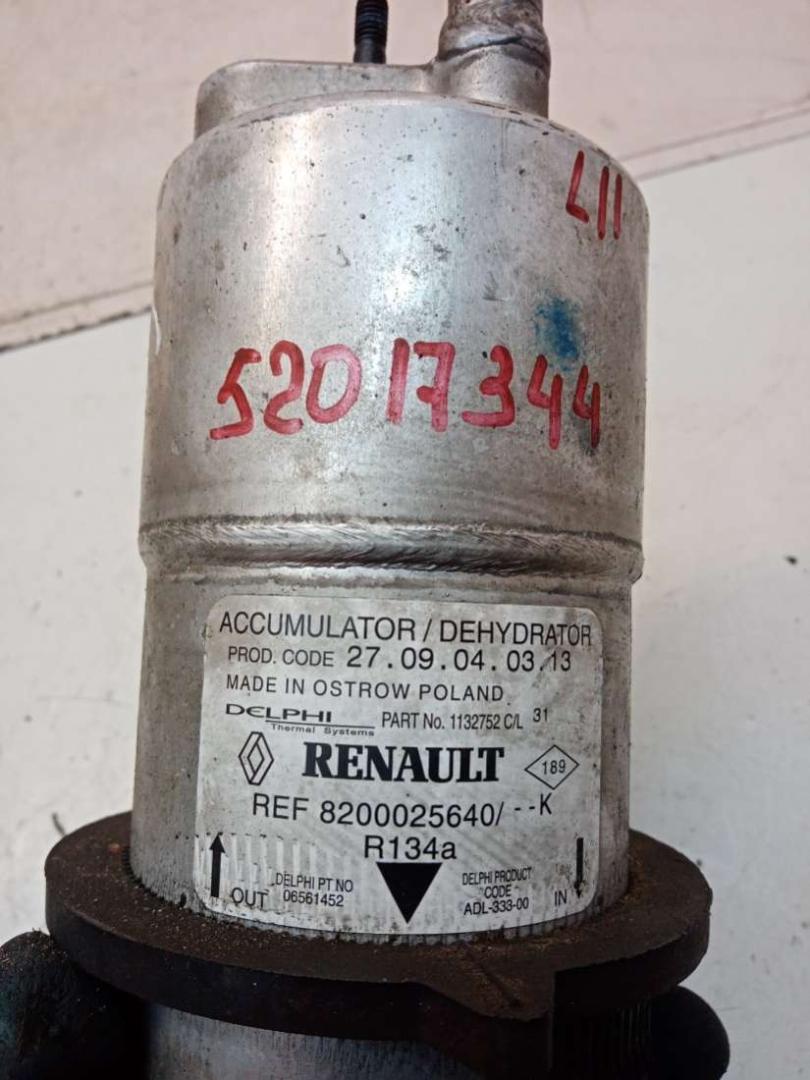 L11
52017344
ACCUMULATOR / DEHYDRATOR
PROD. CODE 27.09.04.03.13
MADE IN OSTROW POLAND
DELPHI PART No. 1132752 C/L 31
Thermal Systems
RENAULT 189
REF 8200025640/ --K
R134a
OUT DELPHI PT NO 06561452
DELPHI PRODUCT CODE ADL-333-00 IN